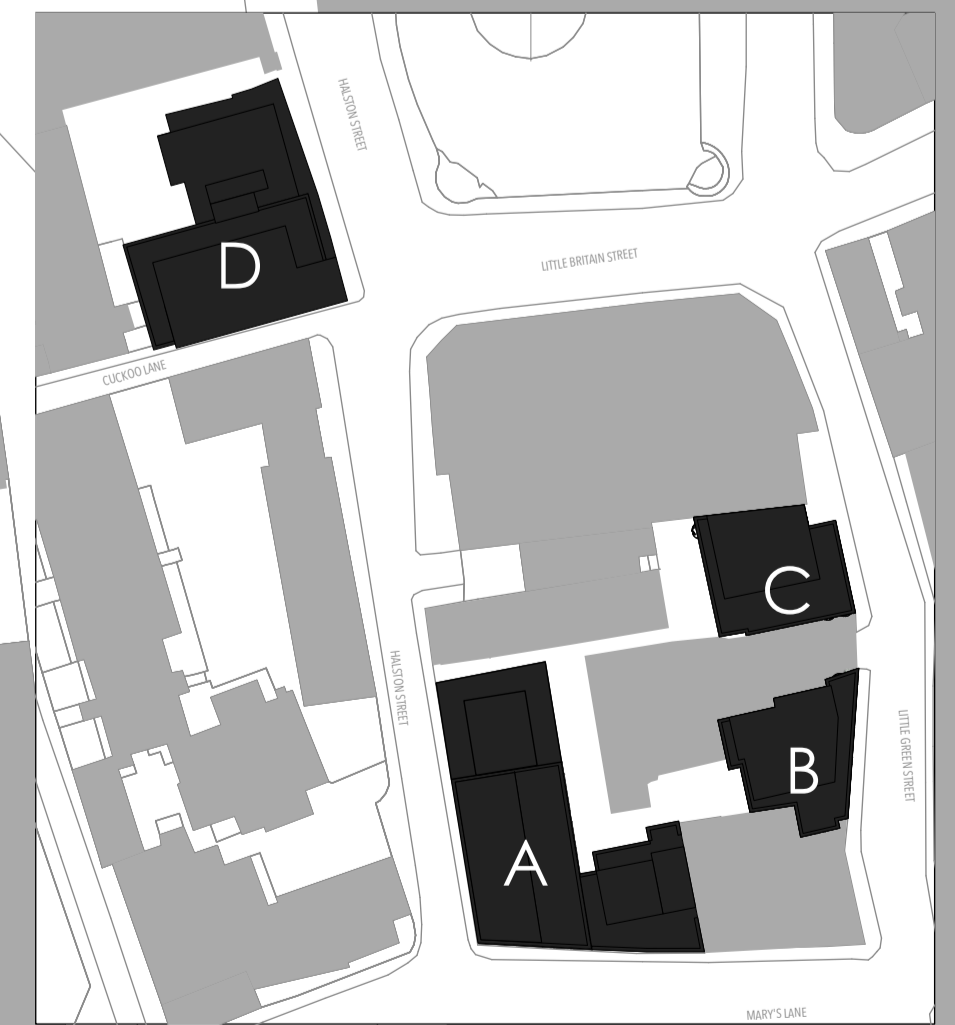 HALSTON STREET
LITTLE BRITAIN STREET
D
CUCKOO LANE
C
HALSTON STREET
LITTLE GREEN STREET
B
A
MARY'S LANE